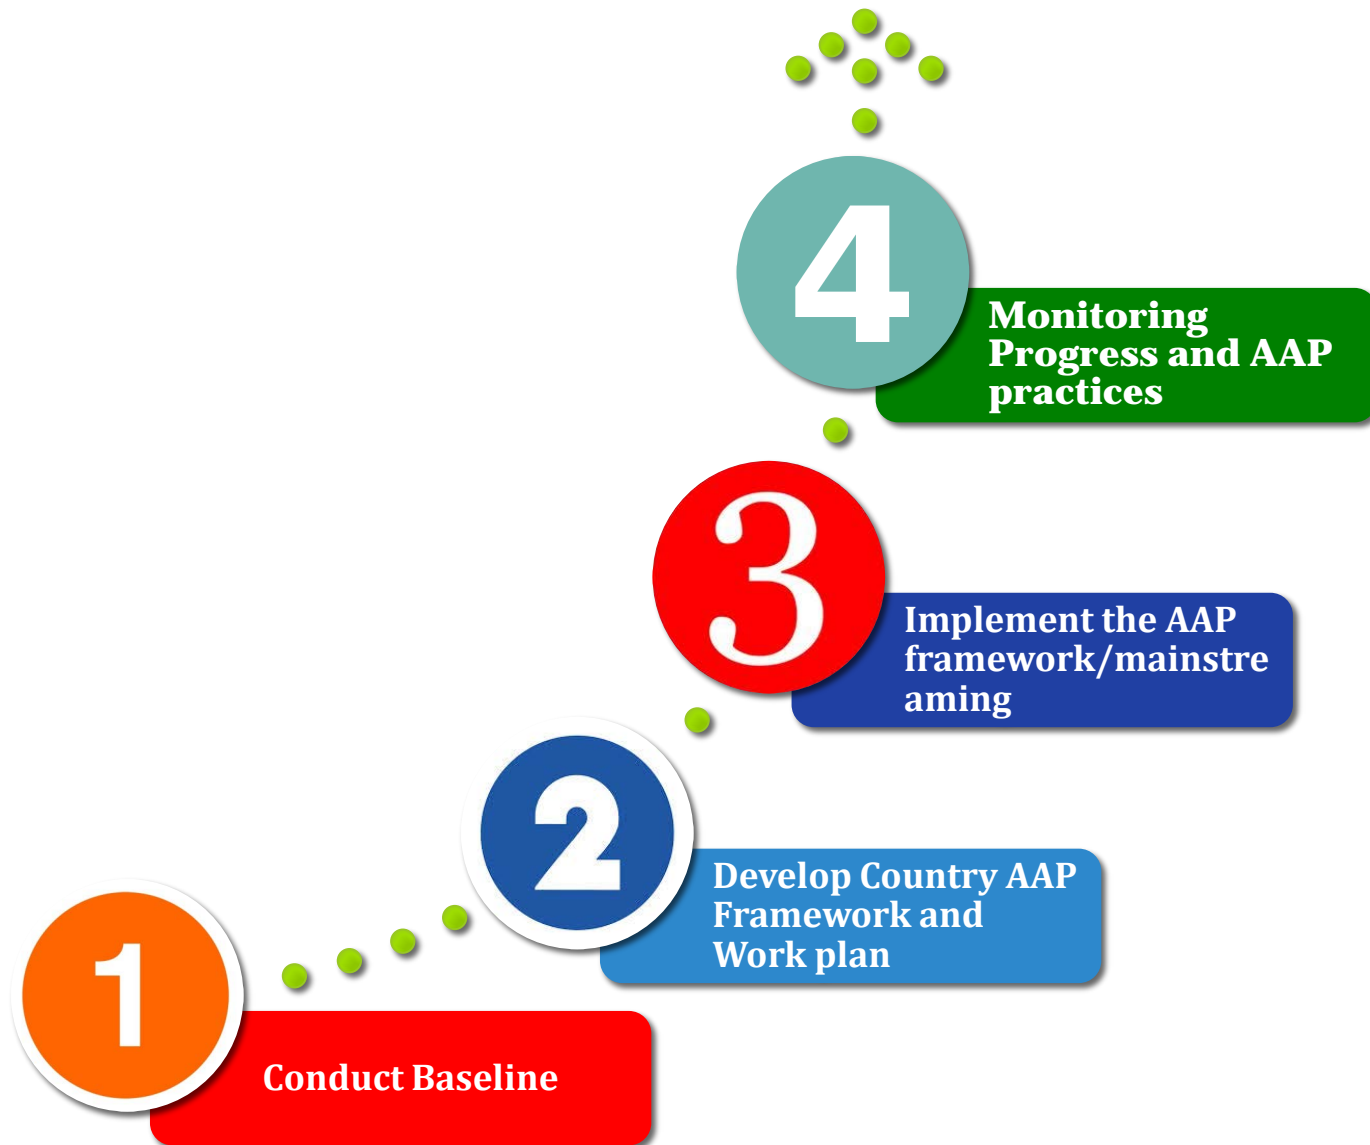 4
Monitoring
Progress and AAP
practices
3
Implement the AAP
framework/mainstre
aming
2
Develop Country AAP
Framework and
Work plan
1
Conduct Baseline